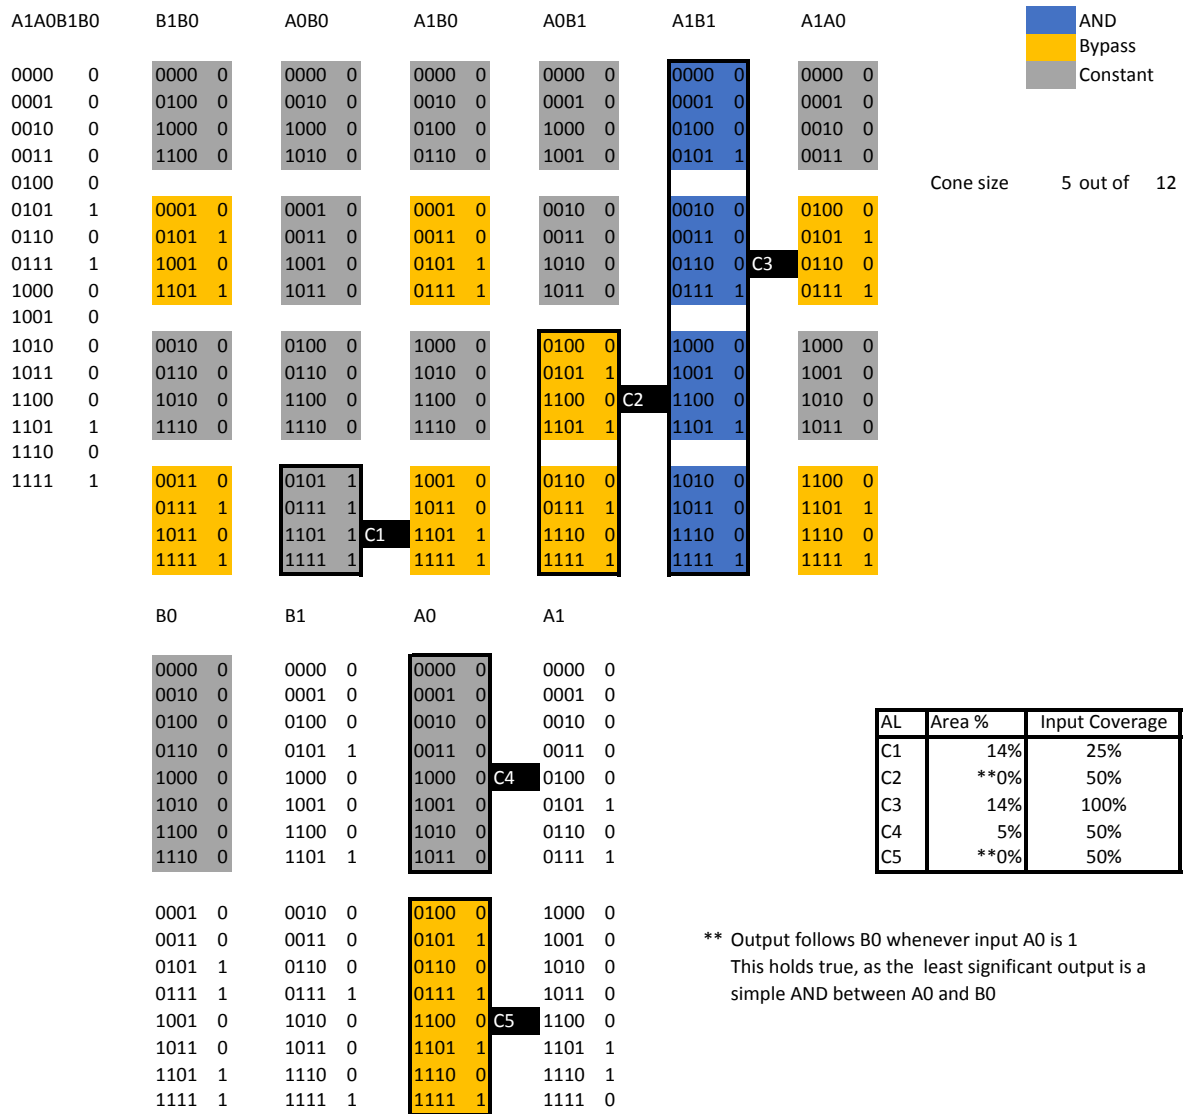 A1A0B1B0 B1B0 A0B0 A1B0 A0B1 A1B1 A1A0 AND
Bypass
0000 0 0000 0 0000 0 0000 0 0000 0 0000 0 0000 0 Constant
0001 0 0100 0 0010 0 0010 0 0001 0 0001 0 0001 0
0010 0 1000 0 1000 0 0100 0 1000 0 0100 0 0010 0
0011 0 1100 0 1010 0 0110 0 1001 0 0101 1 0011 0
0100 0 Cone size 5 out of 12
0101 1 0001 0 0001 0 0001 0 0010 0 0010 0 0100 0
0110 0 0101 1 0011 0 0011 0 0011 0 0011 0 0101 1
0111 1 1001 0 1001 0 0101 1 1010 0 0110 0 C3 0110 0
1000 0 1101 1 1011 0 0111 1 1011 0 0111 1 0111 1
1001 0
1010 0 0010 0 0100 0 1000 0 0100 0 1000 0 1000 0
1011 0 0110 0 0110 0 1010 0 0101 1 1001 0 1001 0
1100 0 1010 0 1100 0 1100 0 1100 0 C2 1100 0 1010 0
1101 1 1110 0 1110 0 1110 0 1101 1 1101 1 1011 0
1110 0
1111 1 0011 0 0101 1 1001 0 0110 0 1010 0 1100 0
0111 1 0111 1 1011 0 0111 1 1011 0 1101 1
1011 0 1101 1 C1 1101 1 1110 0 1110 0 1110 0
1111 1 1111 1 1111 1 1111 1 1111 1 1111 1
B0 B1 A0 A1
0000 0 0000 0 0000 0 0000 0
0010 0 0001 0 0001 0 0001 0
0100 0 0100 0 0010 0 0010 0
0110 0 0101 1 0011 0 0011 0
1000 0 1000 0 1000 0 C4 0100 0
1010 0 1001 0 1001 0 0101 1
1100 0 1100 0 1010 0 0110 0
1110 0 1101 1 1011 0 0111 1
AL Area % Input Coverage
C1 14% 25%
C2 **0% 50%
C3 14% 100%
C4 5% 50%
C5 **0% 50%
0001 0 0010 0 0100 0 1000 0
0011 0 0011 0 0101 1 1001 0
0101 1 0110 0 0110 0 1010 0
0111 1 0111 1 0111 1 1011 0
1001 0 1010 0 1100 0 C5 1100 0
1011 0 1011 0 1101 1 1101 1
1101 1 1110 0 1110 0 1110 1
1111 1 1111 1 1111 1 1111 0
** Output follows B0 whenever input A0 is 1
This holds true, as the least significant output is a
simple AND between A0 and B0